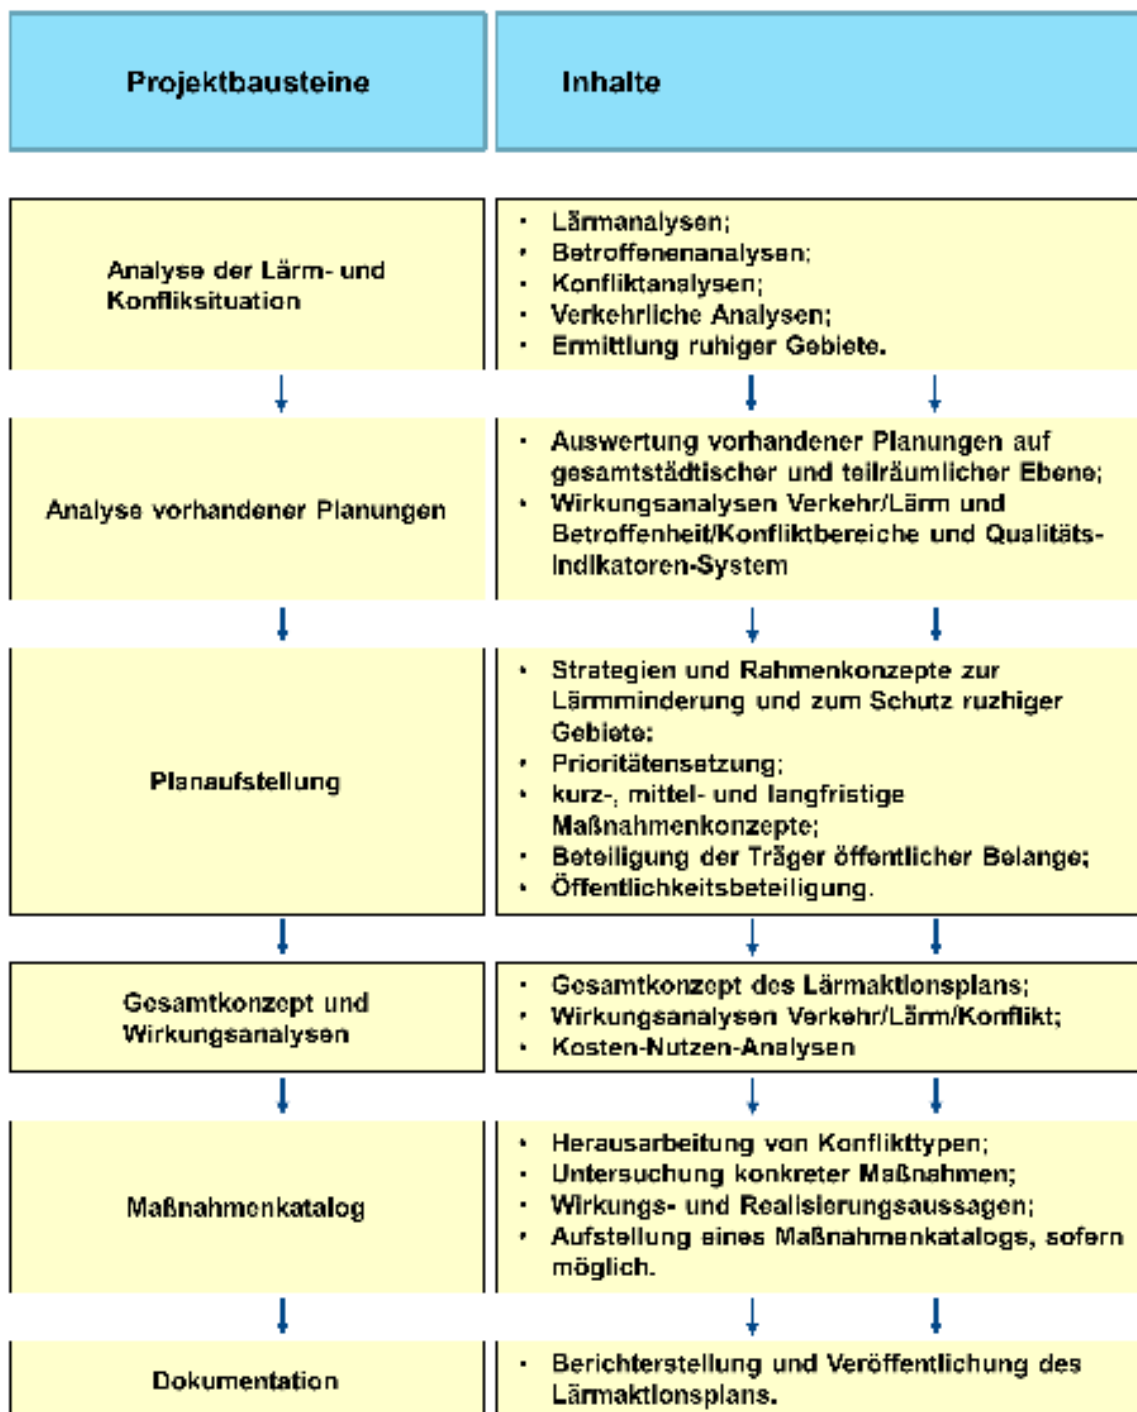 Projektbausteine
Inhalte
Analyse der Lärm- und
Konfliksituation
· Lärmanalysen;
· Betroffenenanalysen;
· Konfliktanalysen;
· Verkehrliche Analysen;
· Ermittlung ruhiger Gebiete.
Analyse vorhandener Planungen
· Auswertung vorhandener Planungen auf
gesamtstädtischer und teilräumlicher Ebene;
· Wirkungsanalysen Verkehr/Lärm und
Betroffenheit/Konfliktbereiche und Qualitäts-
Indikatoren-System
Planaufstellung
· Strategien und Rahmenkonzepte zur
Lärmminderung und zum Schutz ruzhiger
Gebiete;
· Prioritätensetzung;
· kurz-, mittel- und langfristige
Maßnahmenkonzepte;
· Beteiligung der Träger öffentlicher Belange;
· Öffentlichkeitsbeteiligung.
Gesamtkonzept und
Wirkungsanalysen
· Gesamtkonzept des Lärmaktionsplans;
· Wirkungsanalysen Verkehr/Lärm/Konflikt;
· Kosten-Nutzen-Analysen
Maßnahmenkatalog
· Herausarbeitung von Konflikttypen;
· Untersuchung konkreter Maßnahmen;
· Wirkungs- und Realisierungsaussagen;
· Aufstellung eines Maßnahmenkatalogs, sofern
möglich.
Dokumentation
· Berichterstellung und Veröffentlichung des
Lärmaktionsplans.